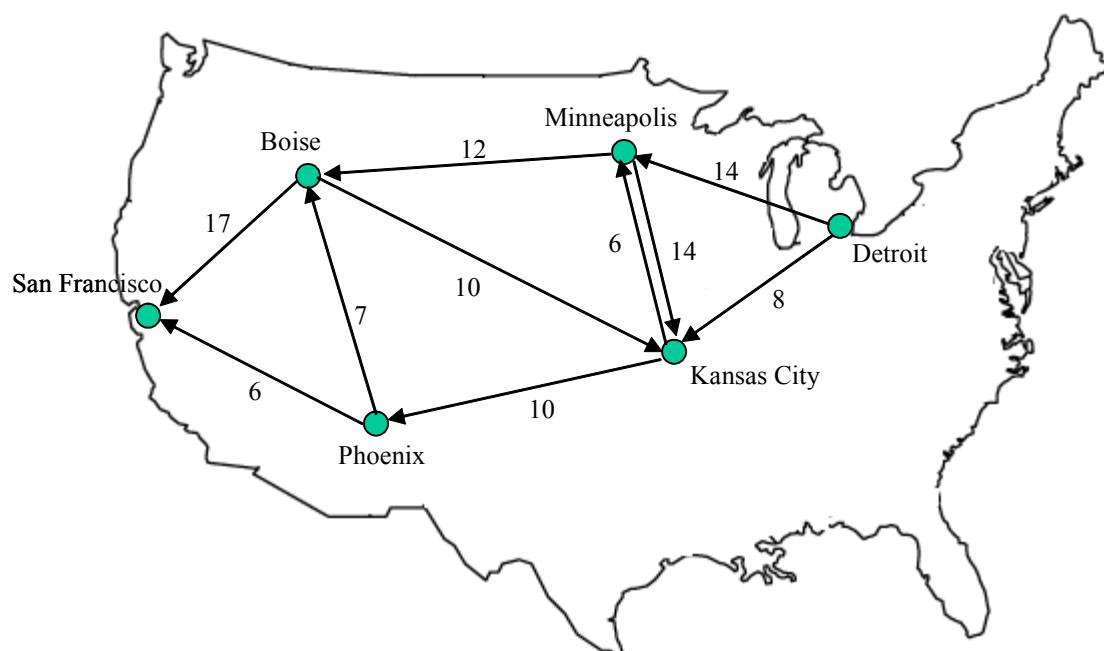 Minneapolis
Boise
12
14
17
6
14
Detroit
San Francisco
10
8
7
Kansas City
6
10
Phoenix